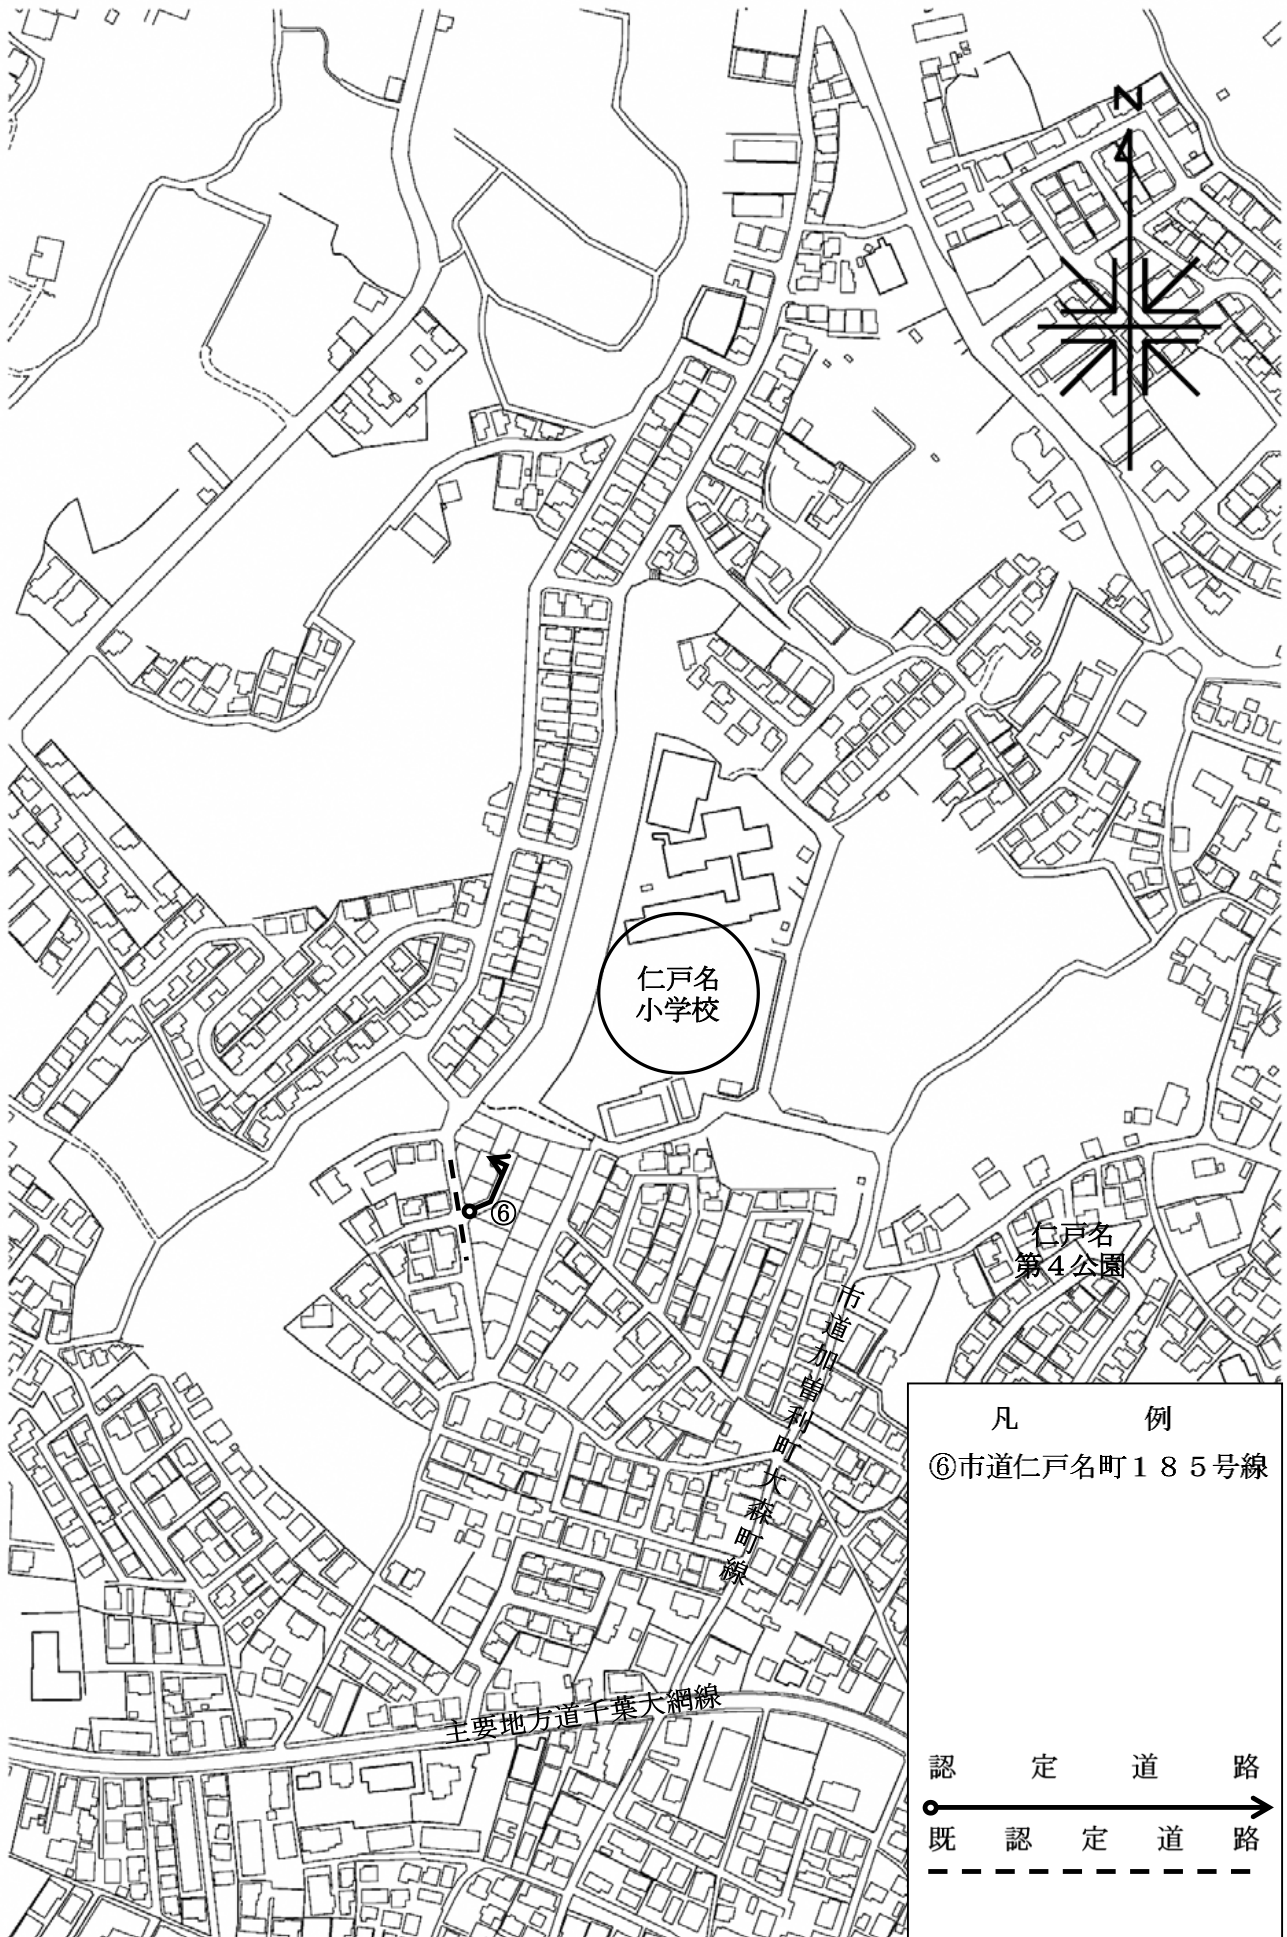 N
仁戸名
小学校
⑥
仁戸名
第４公園
市道加曽利町大森町線
主要地方道千葉大網線
凡例
⑥市道仁戸名町１８５号線
認定道路
既認定道路